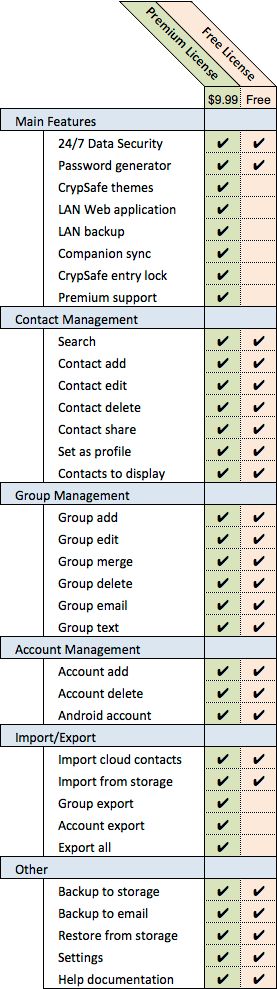 Premium License
Free License
$9.99 Free
Main Features
24/7 Data Security ✔ ✔
Password generator ✔ ✔
CrypSafe themes ✔
LAN Web application ✔
LAN backup ✔
Companion sync ✔
CrypSafe entry lock ✔
Premium support ✔
Contact Management
Search ✔ ✔
Contact add ✔ ✔
Contact edit ✔ ✔
Contact delete ✔ ✔
Contact share ✔ ✔
Set as profile ✔ ✔
Contacts to display ✔ ✔
Group Management
Group add ✔ ✔
Group edit ✔ ✔
Group merge ✔ ✔
Group delete ✔ ✔
Group email ✔ ✔
Group text ✔ ✔
Account Management
Account add ✔ ✔
Account delete ✔ ✔
Android account ✔ ✔
Import/Export
Import cloud contacts ✔ ✔
Import from storage ✔ ✔
Group export ✔
Account export ✔
Export all ✔
Other
Backup to storage ✔ ✔
Backup to email ✔ ✔
Restore from storage ✔ ✔
Settings ✔ ✔
Help documentation ✔ ✔